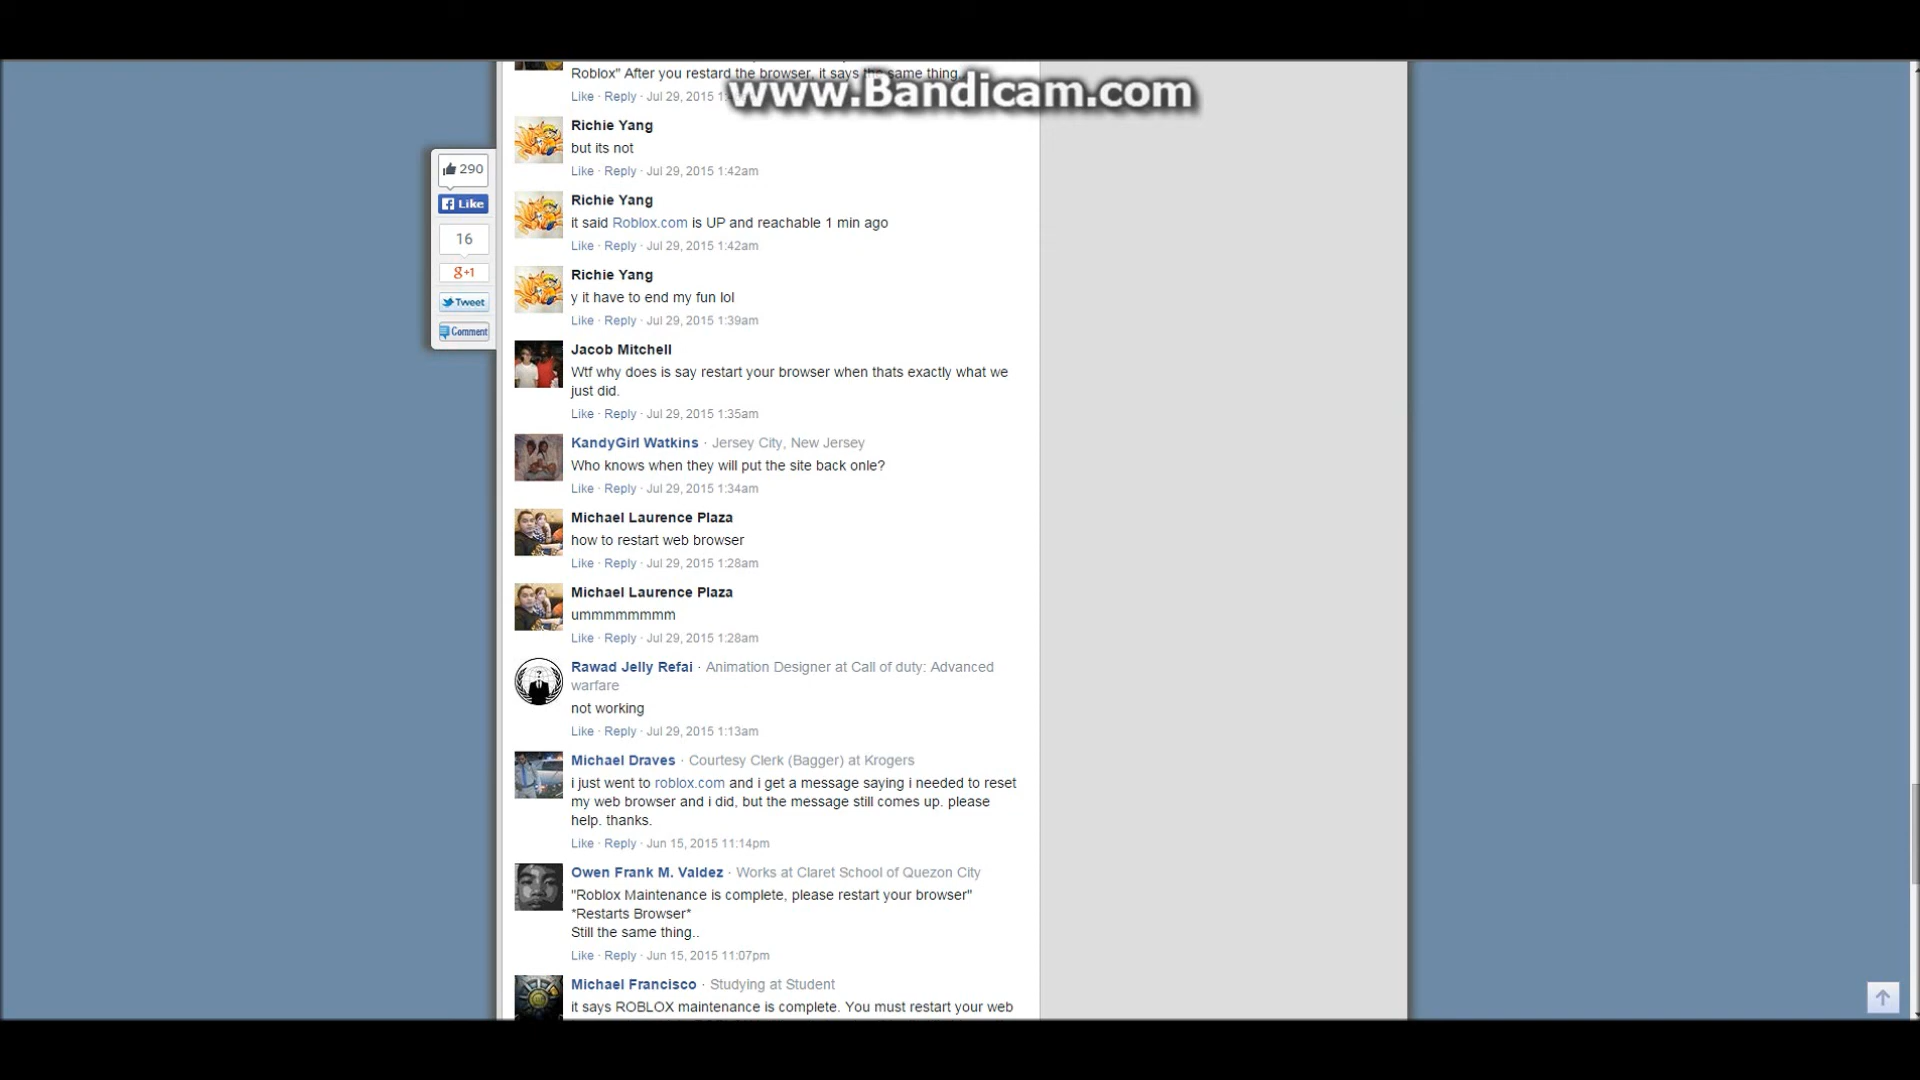 Roblox" After you restard the browser, it says the same thing.
www.Bandicam.com
Like · Reply · Jul 29, 2015
Richie Yang
but its not
Like · Reply · Jul 29, 2015 1:42am
290
Like
16
g+1
Tweet
Comment
Richie Yang
it said Roblox.com is UP and reachable 1 min ago
Like · Reply · Jul 29, 2015 1:42am
Richie Yang
y it have to end my fun lol
Like · Reply · Jul 29, 2015 1:39am
Jacob Mitchell
Wtf why does is say restart your browser when thats exactly what we
just did.
Like · Reply · Jul 29, 2015 1:35am
KandyGirl Watkins · Jersey City, New Jersey
Who knows when they will put the site back onle?
Like · Reply · Jul 29, 2015 1:34am
Michael Laurence Plaza
how to restart web browser
Like · Reply · Jul 29, 2015 1:28am
Michael Laurence Plaza
ummmmmmmm
Like · Reply · Jul 29, 2015 1:28am
Rawad Jelly Refai · Animation Designer at Call of duty: Advanced
warfare
not working
Like · Reply · Jul 29, 2015 1:13am
Michael Draves · Courtesy Clerk (Bagger) at Krogers
i just went to roblox.com and i get a message saying i needed to reset
my web browser and i did, but the message still comes up. please
help. thanks.
Like · Reply · Jun 15, 2015 11:14pm
Owen Frank M. Valdez · Works at Claret School of Quezon City
"Roblox Maintenance is complete, please restart your browser"
*Restarts Browser*
Still the same thing..
Like · Reply · Jun 15, 2015 11:07pm
Michael Francisco · Studying at Student
it says ROBLOX maintenance is complete. You must restart your web